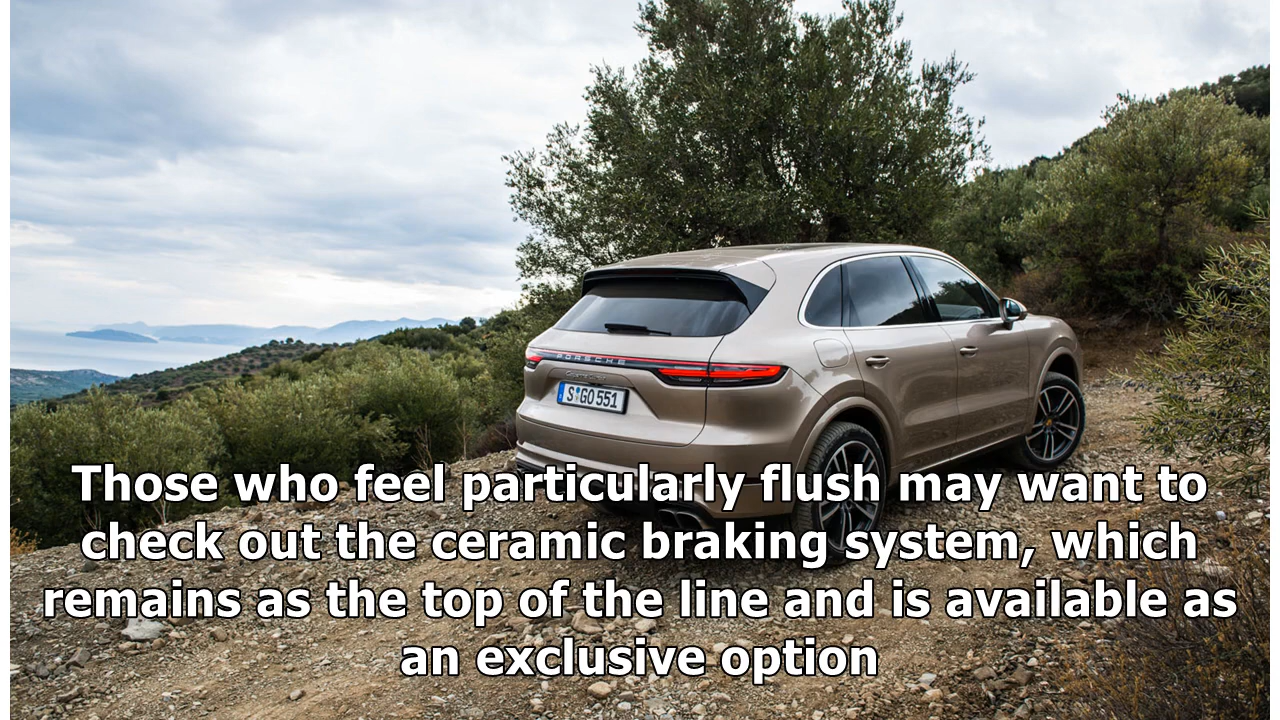 PORSCHE
S GO 551
Those who feel particularly flush may want to
check out the ceramic braking system, which
remains as the top of the line and is available as
an exclusive option